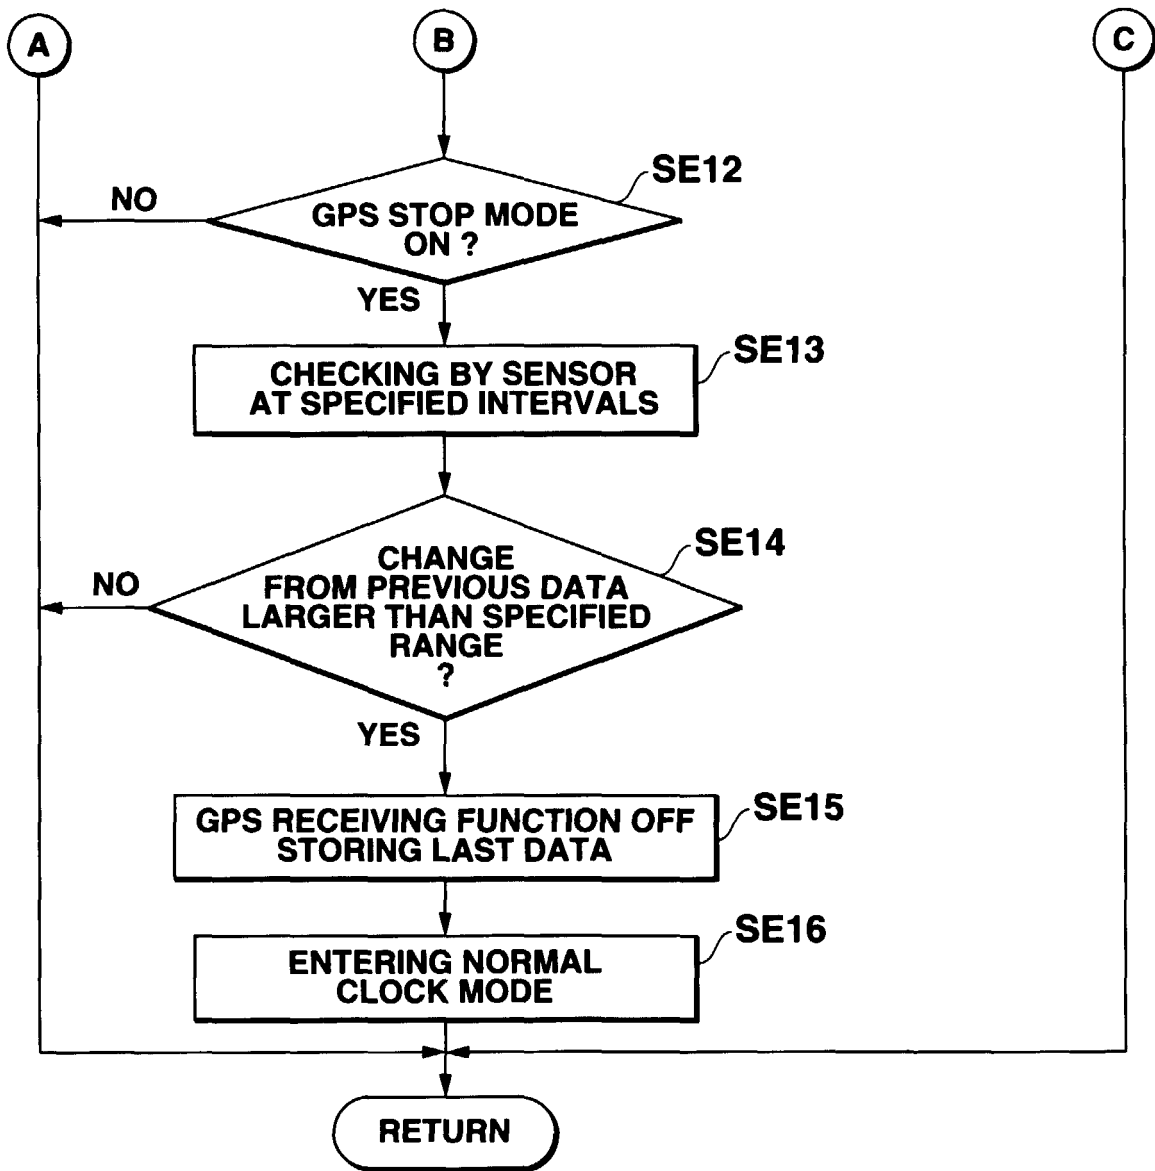 A
B
C
SE12
NO
GPS STOP MODE
ON ?
YES
SE13
CHECKING BY SENSOR
AT SPECIFIED INTERVALS
SE14
NO
CHANGE
FROM PREVIOUS DATA
LARGER THAN SPECIFIED
RANGE
?
YES
SE15
GPS RECEIVING FUNCTION OFF
STORING LAST DATA
SE16
ENTERING NORMAL
CLOCK MODE
RETURN